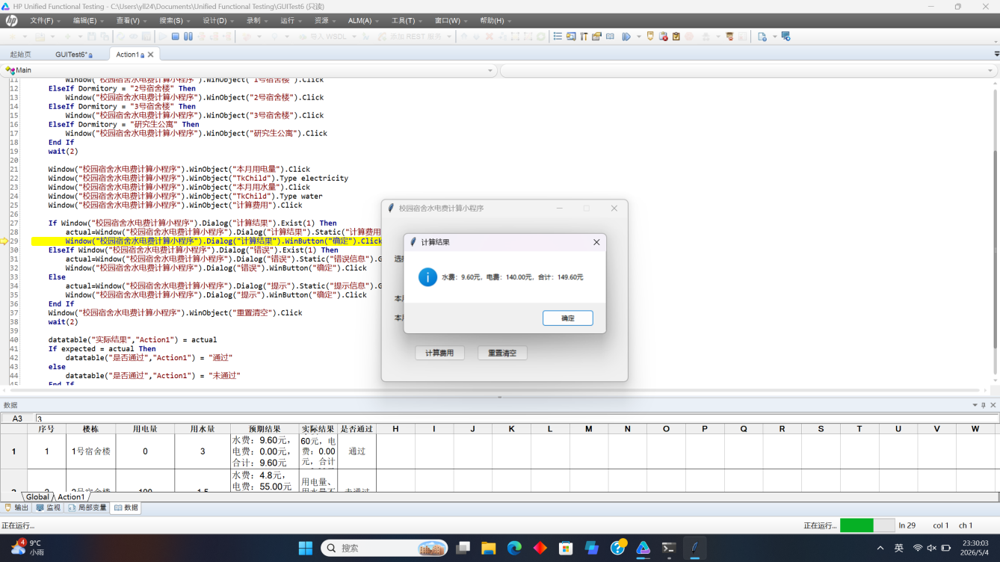 HP Unified Functional Testing - C:\Users\yll24\Documents\Unified Functional Testing\GUITest6 (只读)
文件(F) 编辑(E) 查看(V) 搜索(S) 设计(D) 录制 运行 资源 ALM(A) 工具(T) 窗口(W) 帮助(H)
导入 WSDL 添加 REST 服务
起始页 GUITest6* Action1
Main
11 Window("校园宿舍水电费计算小程序").WinObject("1号宿舍楼").Click
12 ElseIf Dormitory = "2号宿舍楼" Then
13 Window("校园宿舍水电费计算小程序").WinObject("2号宿舍楼").Click
14 ElseIf Dormitory = "3号宿舍楼" Then
15 Window("校园宿舍水电费计算小程序").WinObject("3号宿舍楼").Click
16 ElseIf Dormitory = "研究生公寓" Then
17 Window("校园宿舍水电费计算小程序").WinObject("研究生公寓").Click
18 End If
19 wait(2)
20
21 Window("校园宿舍水电费计算小程序").WinObject("本月用电量").Click
22 Window("校园宿舍水电费计算小程序").WinObject("TkChild").Type electricity
23 Window("校园宿舍水电费计算小程序").WinObject("本月用水量").Click
24 Window("校园宿舍水电费计算小程序").WinObject("TkChild").Type water
25 Window("校园宿舍水电费计算小程序").WinObject("计算费用").Click
26
27 If Window("校园宿舍水电费计算小程序").Dialog("计算结果").Exist(1) Then
28 actual=Window("校园宿舍水电费计算小程序").Dialog("计算结果").Static("计算费用
29 Window("校园宿舍水电费计算小程序").Dialog("计算结果").WinButton("确定").Click
30 ElseIf Window("校园宿舍水电费计算小程序").Dialog("错误").Exist(1) Then
31 actual=Window("校园宿舍水电费计算小程序").Dialog("错误").Static("错误信息").G
32 Window("校园宿舍水电费计算小程序").Dialog("错误").WinButton("确定").Click
33 Else
34 actual=Window("校园宿舍水电费计算小程序").Dialog("提示").Static("提示信息").G
35 Window("校园宿舍水电费计算小程序").Dialog("提示").WinButton("确定").Click
36 End If
37 Window("校园宿舍水电费计算小程序").WinObject("重置清空").Click
38 wait(2)
39
40 datatable("实际结果","Action1") = actual
41 If expected = actual Then
42 datatable("是否通过","Action1") = "通过"
43 else
44 datatable("是否通过","Action1") = "未通过"
45 End If
校园宿舍水电费计算小程序
选择
本月
本月
计算费用 重置清空
计算结果
水费: 9.60元, 电费: 140.00元, 合计: 149.60元
确定
数据
A3 3
序号 楼栋 用电量 用水量 预期结果 实际结果 是否通过 H I J K L M N O P Q R S T U V W
1 1 1号宿舍楼 0 3 水费: 9.60元, 电费: 0.00元, 合计: 9.60元 60元, 电费: 0.00元, 合计 通过
2 2 2号宿舍楼 100 1.5 水费: 4.8元, 电费: 55.00元 用电量、用水量不 未通过
Global Action1
输出 监视 局部变量 数据
正在运行... 正在运行... ln 29 col 1 ch 1
4 9°C
小雨
搜索
英
23:30:03
2026/5/4